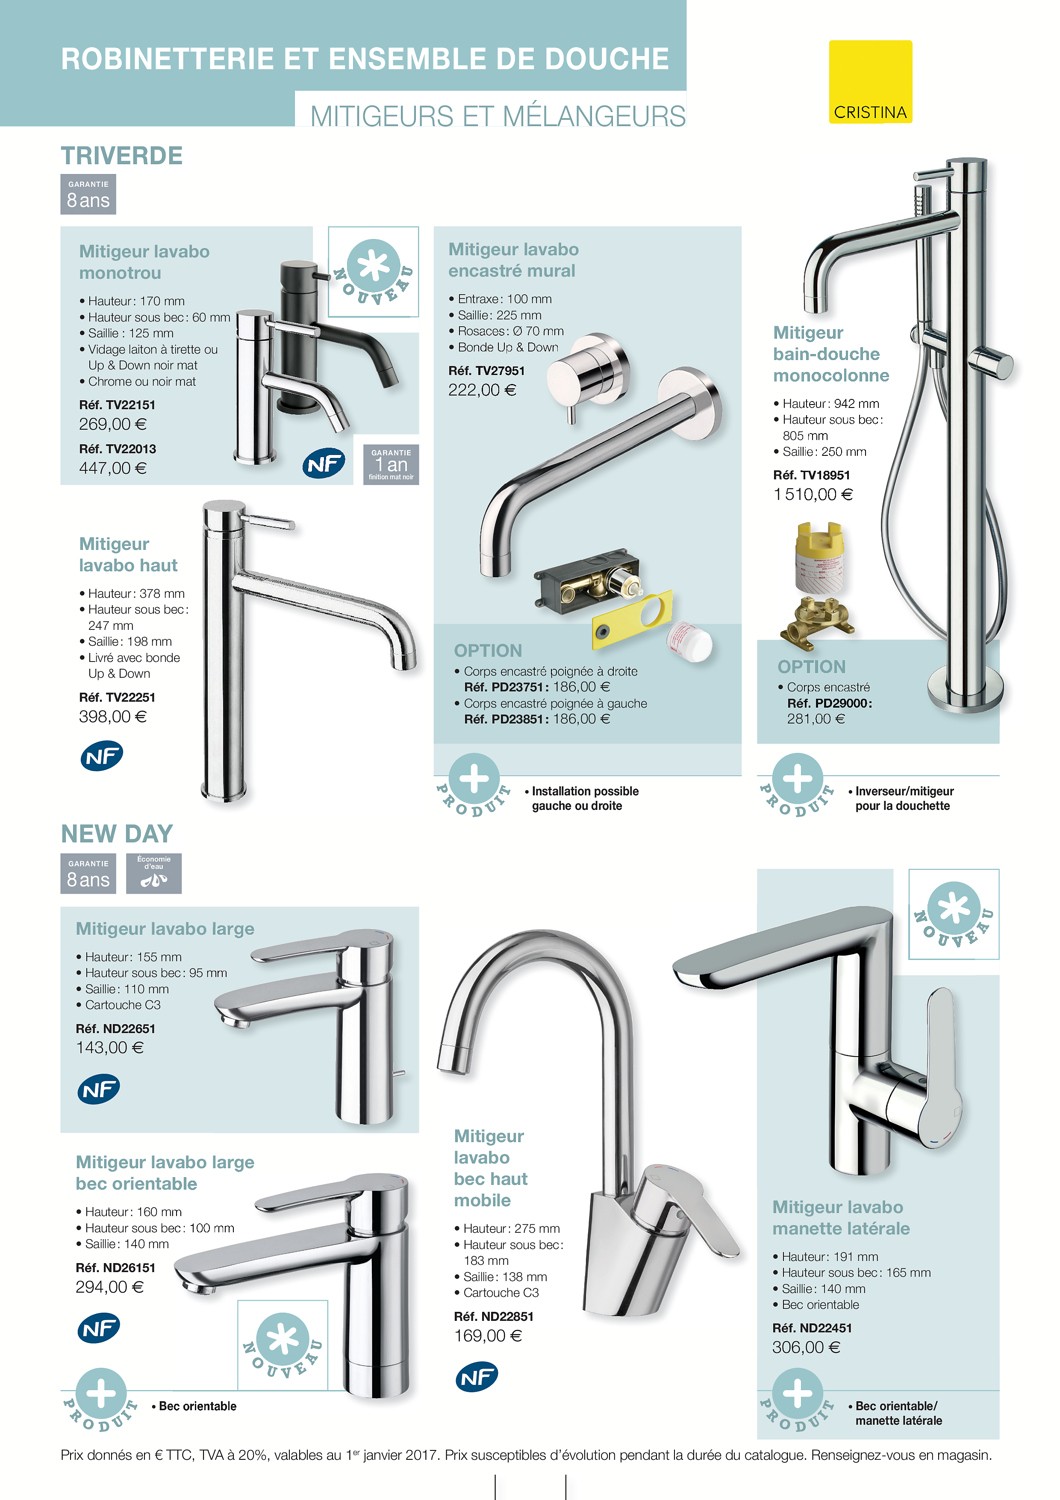 ROBINETTERIE ET ENSEMBLE DE DOUCHE
MITIGEURS ET MÉLANGEURS
CRISTINA
TRIVERDE
GARANTIE
8 ans
Mitigeur lavabo
monotrou
• Hauteur : 170 mm
• Hauteur sous bec : 60 mm
• Saillie : 125 mm
• Vidage laiton à tirette ou
Up & Down noir mat
• Chrome ou noir mat
Réf. TV22151
269,00 €
Réf. TV22013
447,00 €
NOUVEAU
NF
GARANTIE
1 an
finition mat noir
Mitigeur
lavabo haut
• Hauteur : 378 mm
• Hauteur sous bec :
247 mm
• Saillie : 198 mm
• Livré avec bonde
Up & Down
Réf. TV22251
398,00 €
NF
Mitigeur lavabo
encastré mural
• Entraxe : 100 mm
• Saillie : 225 mm
• Rosaces : Ø 70 mm
• Bonde Up & Down
Réf. TV27951
222,00 €
OPTION
• Corps encastré poignée à droite
Réf. PD23751 : 186,00 €
• Corps encastré poignée à gauche
Réf. PD23851 : 186,00 €
+
PRODUIT
• Installation possible
gauche ou droite
Mitigeur
bain-douche
monocolonne
• Hauteur : 942 mm
• Hauteur sous bec :
805 mm
• Saillie : 250 mm
Réf. TV18951
1 510,00 €
OPTION
• Corps encastré
Réf. PD29000 :
281,00 €
+
PRODUIT
• Inverseur/mitigeur
pour la douchette
NEW DAY
GARANTIE
8 ans
Économie
d'eau
Mitigeur lavabo large
• Hauteur : 155 mm
• Hauteur sous bec : 95 mm
• Saillie : 110 mm
• Cartouche C3
Réf. ND22651
143,00 €
NF
Mitigeur lavabo large
bec orientable
• Hauteur : 160 mm
• Hauteur sous bec : 100 mm
• Saillie : 140 mm
Réf. ND26151
294,00 €
NF
NOUVEAU
+
PRODUIT
• Bec orientable
Mitigeur
lavabo
bec haut
mobile
• Hauteur : 275 mm
• Hauteur sous bec :
183 mm
• Saillie : 138 mm
• Cartouche C3
Réf. ND22851
169,00 €
NF
NOUVEAU
Mitigeur lavabo
manette latérale
• Hauteur : 191 mm
• Hauteur sous bec : 165 mm
• Saillie : 140 mm
• Bec orientable
Réf. ND22451
306,00 €
+
PRODUIT
• Bec orientable/
manette latérale
Prix donnés en € TTC, TVA à 20%, valables au 1er janvier 2017. Prix susceptibles d'évolution pendant la durée du catalogue. Renseignez-vous en magasin.